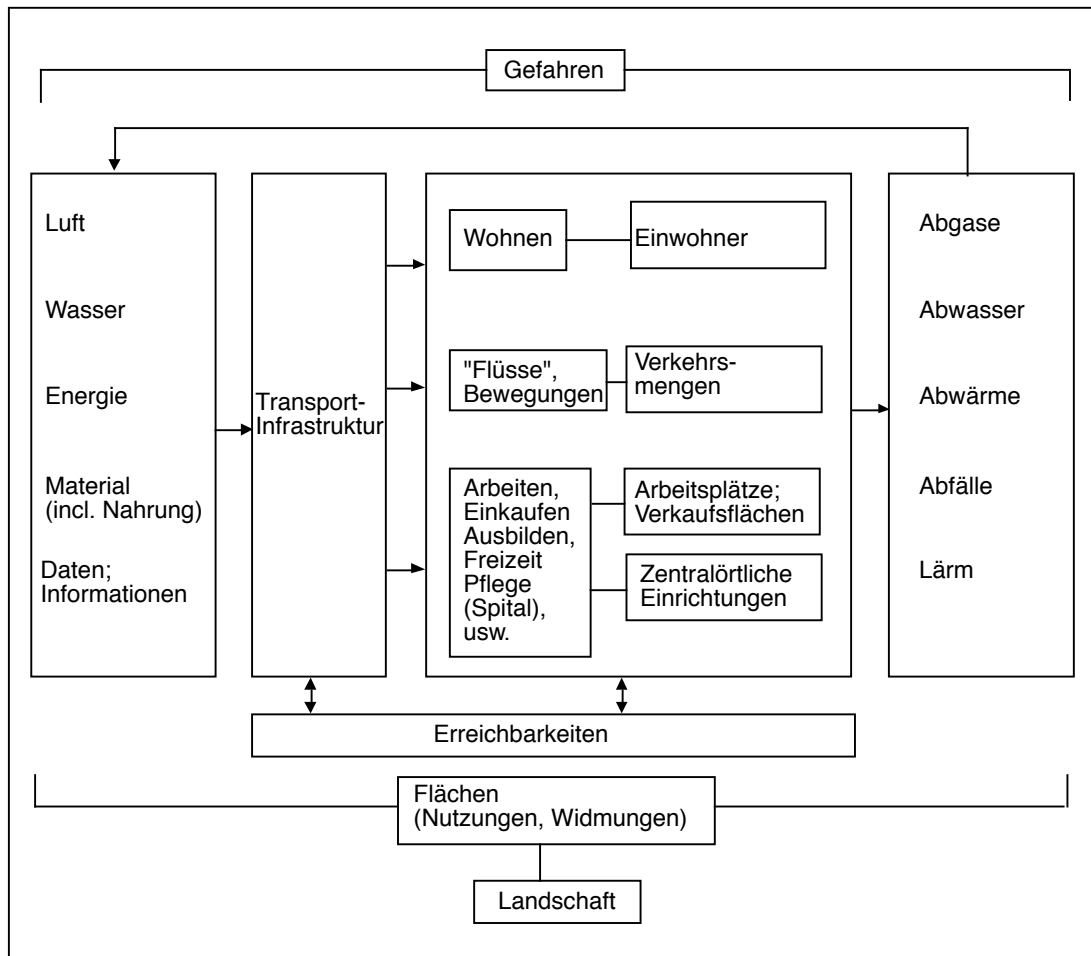 Gefahren
Luft
Wasser
Energie
Material
(incl. Nahrung)
Daten;
Informationen
Transport-
Infrastruktur
Wohnen
Einwohner
"Flüsse",
Bewegungen
Verkehrs-
mengen
Arbeiten,
Einkaufen
Ausbilden,
Freizeit
Pflege
(Spital),
usw.
Arbeitsplätze;
Verkaufsflächen
Zentralörtliche
Einrichtungen
Abgase
Abwasser
Abwärme
Abfälle
Lärm
Erreichbarkeiten
Flächen
(Nutzungen, Widmungen)
Landschaft